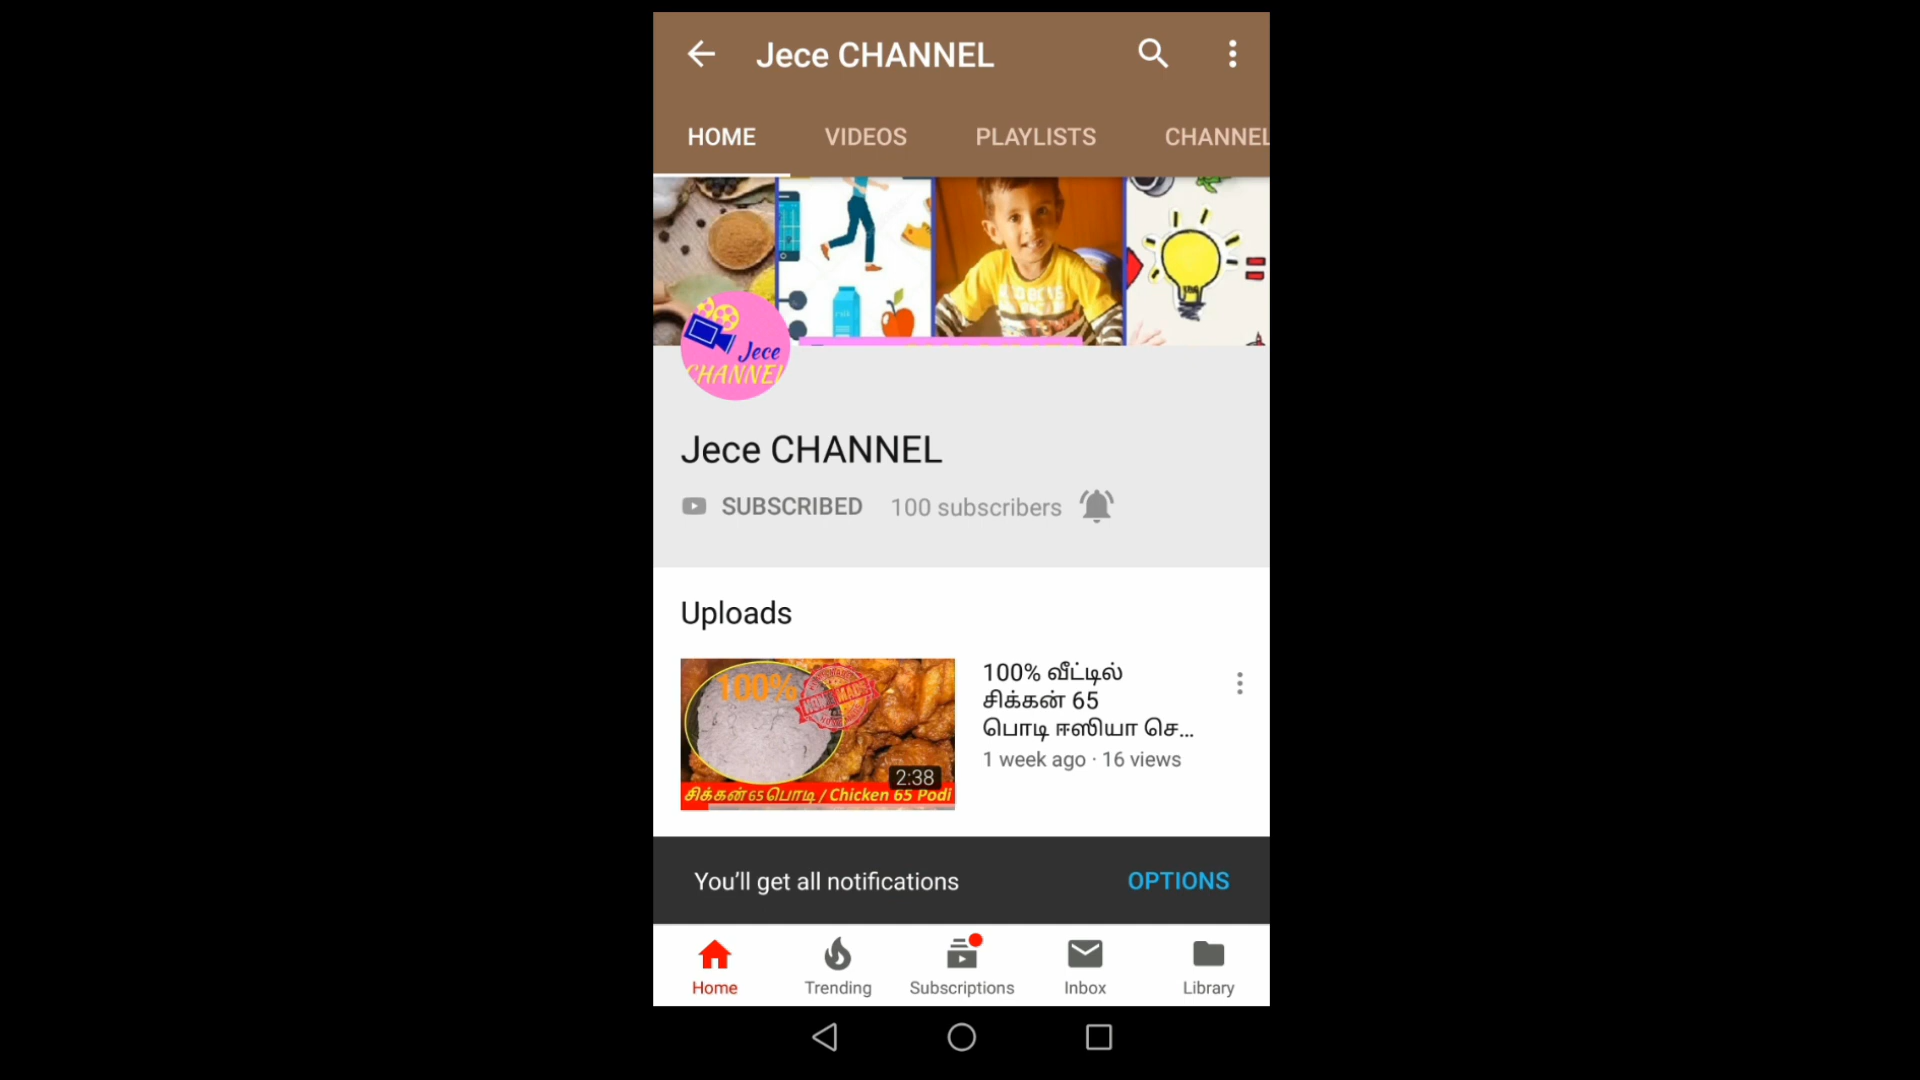 Jece CHANNEL
HOME VIDEOS PLAYLISTS CHANNEL
Jece
CHANNEL
Jece CHANNEL
SUBSCRIBED 100 subscribers
Uploads
100%
2:38
சிக்கன் 65 பொடி / Chicken 65 Podi
100% வீட்டில்
சிக்கன் 65
பொடி ஈஸியா செ...
1 week ago · 16 views
You'll get all notifications OPTIONS
Home Trending Subscriptions Inbox Library